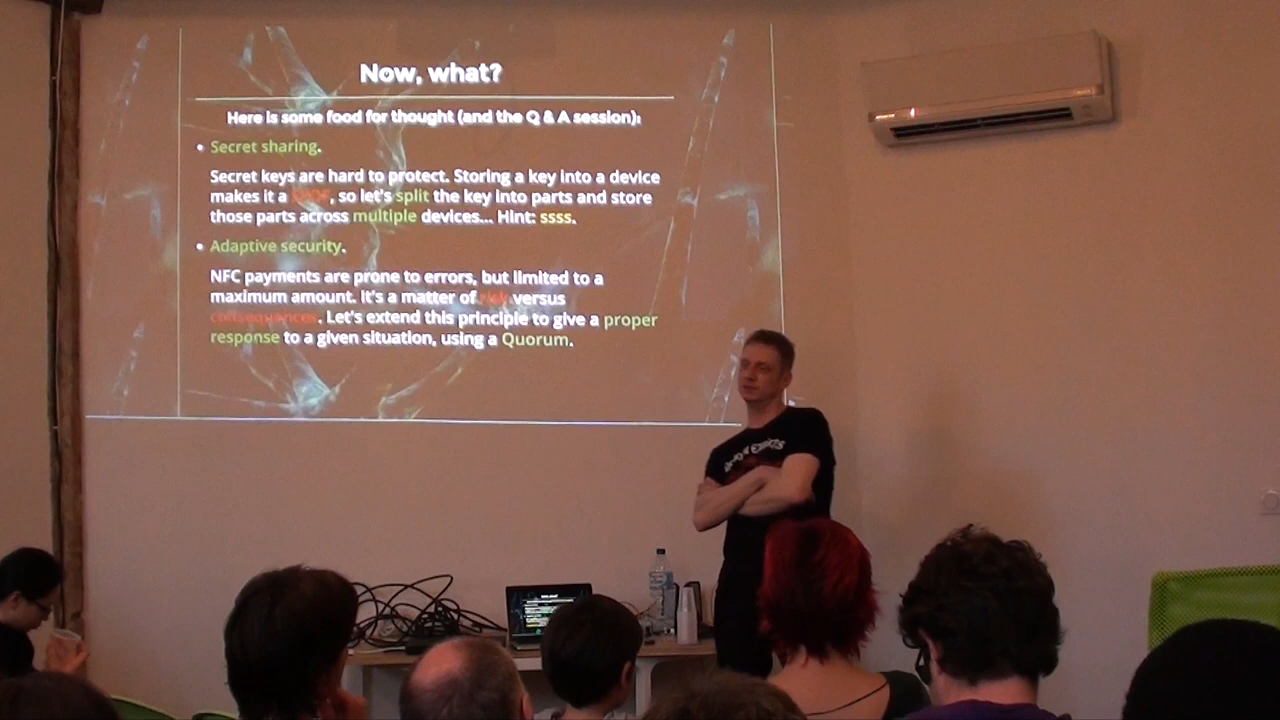 Now, what?
Here is some food for thought (and the Q & A session):
• Secret sharing.
Secret keys are hard to protect. Storing a key into a device
makes it a , so let's split the key into parts and store
those parts across multiple devices... Hint: ssss.
• Adaptive security.
NFC payments are prone to errors, but limited to a
maximum amount. It's a matter of risk versus
consequences. Let's extend this principle to give a proper
response to a given situation, using a Quorum.